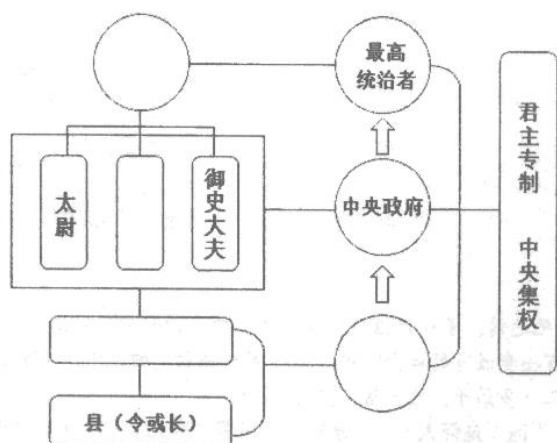 最高
统治者
太尉
御史大夫
中央政府
君主专制 中央集权
县（令或长）